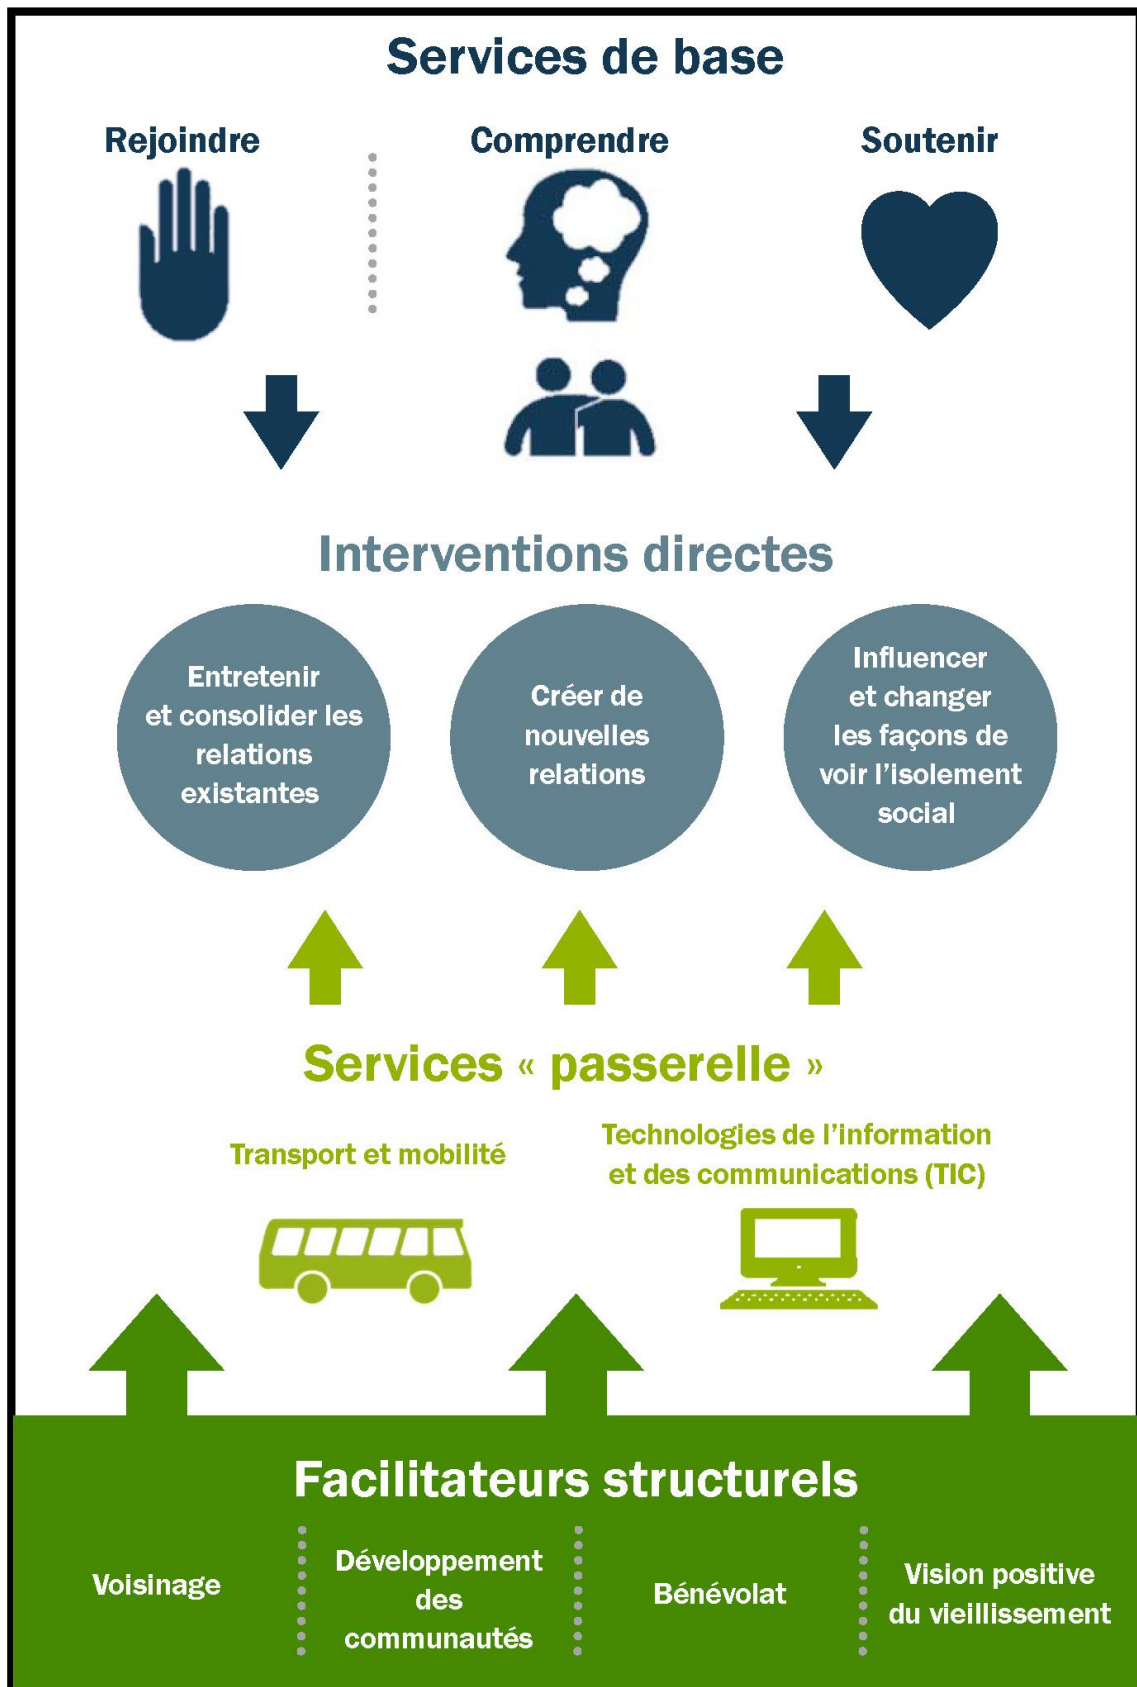 Services de base
Rejoindre
Comprendre
Soutenir
Interventions directes
Entretenir
et consolider les
relations
existantes
Créer de
nouvelles
relations
Influencer
et changer
les façons de
voir l’isolement
social
Services « passerelle »
Transport et mobilité
Technologies de l’information
et des communications (TIC)
Facilitateurs structurels
Voisinage
Développement
des
communautés
Bénévolat
Vision positive
du vieillissement